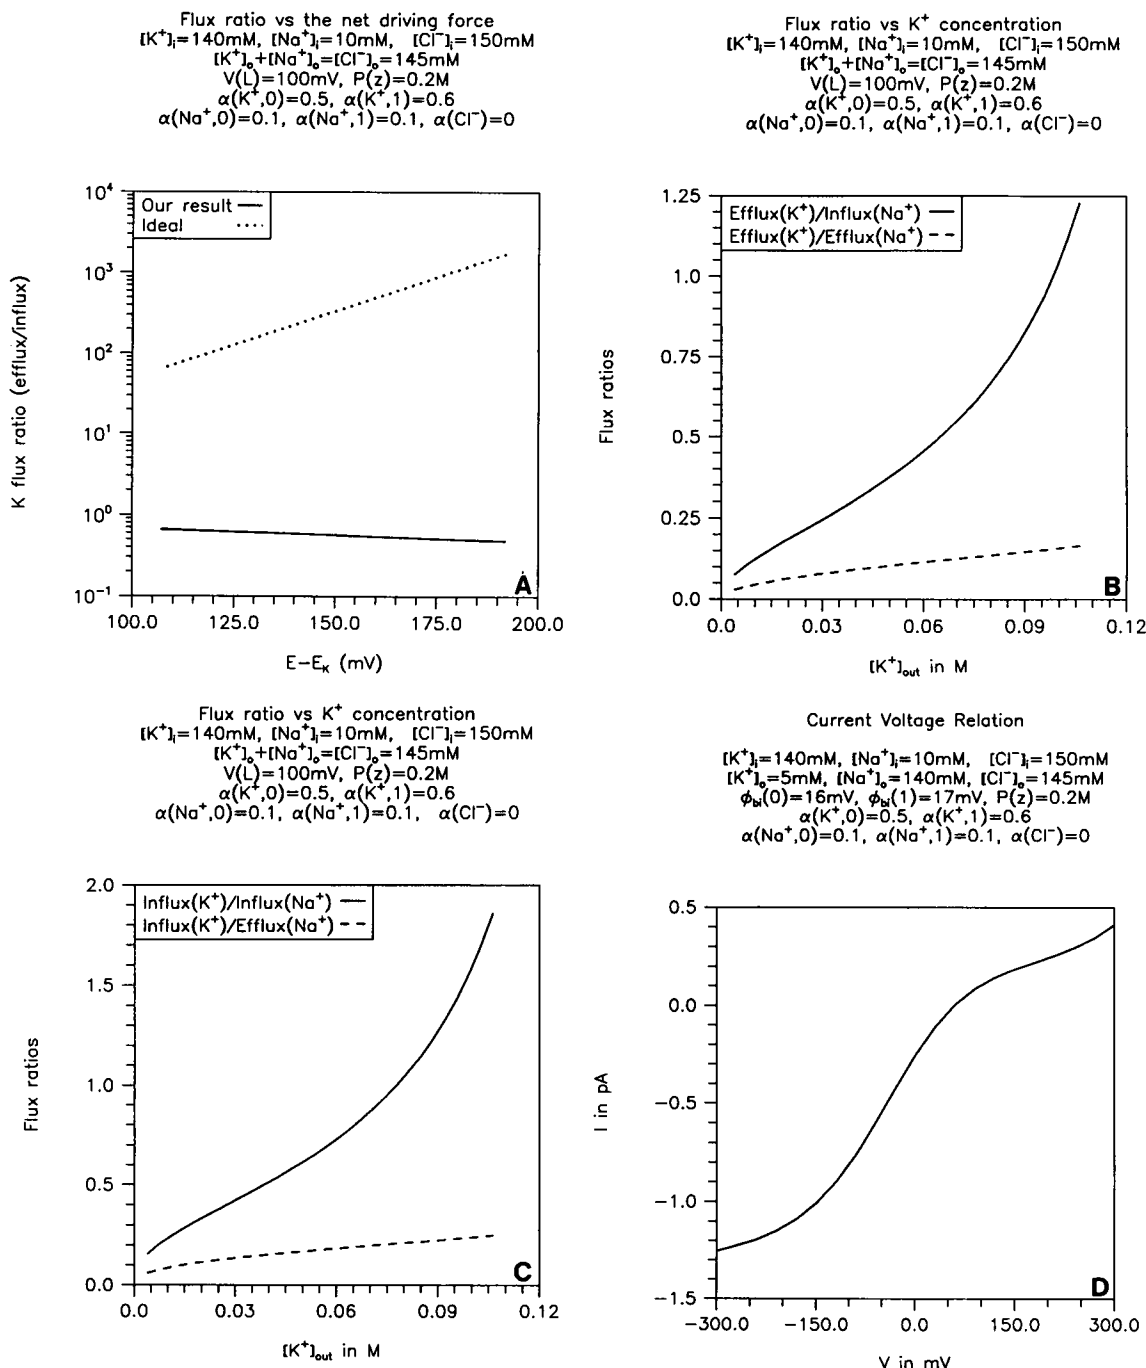 Flux ratio vs the net driving force
[K⁺]ᵢ=140mM, [Na⁺]ᵢ=10mM, [Cl⁻]ᵢ=150mM
[K⁺]ₒ+[Na⁺]ₒ=[Cl⁻]ₒ=145mM
V(L)=100mV, P(z)=0.2M
α(K⁺,0)=0.5, α(K⁺,1)=0.6
α(Na⁺,0)=0.1, α(Na⁺,1)=0.1, α(Cl⁻)=0
K flux ratio (efflux/influx)
Our result
Ideal
10⁴
10³
10²
10¹
10⁰
10⁻¹
A
100.0 125.0 150.0 175.0 200.0
E−E_K (mV)
Flux ratio vs K⁺ concentration
[K⁺]ᵢ=140mM, [Na⁺]ᵢ=10mM, [Cl⁻]ᵢ=150mM
[K⁺]ₒ+[Na⁺]ₒ=[Cl⁻]ₒ=145mM
V(L)=100mV, P(z)=0.2M
α(K⁺,0)=0.5, α(K⁺,1)=0.6
α(Na⁺,0)=0.1, α(Na⁺,1)=0.1, α(Cl⁻)=0
Flux ratios
Efflux(K⁺)/Influx(Na⁺)
Efflux(K⁺)/Efflux(Na⁺)
1.25
1.0
0.75
0.5
0.25
0.0
B
0.0 0.03 0.06 0.09 0.12
[K⁺]out in M
Flux ratio vs K⁺ concentration
[K⁺]ᵢ=140mM, [Na⁺]ᵢ=10mM, [Cl⁻]ᵢ=150mM
[K⁺]ₒ+[Na⁺]ₒ=[Cl⁻]ₒ=145mM
V(L)=100mV, P(z)=0.2M
α(K⁺,0)=0.5, α(K⁺,1)=0.6
α(Na⁺,0)=0.1, α(Na⁺,1)=0.1, α(Cl⁻)=0
Flux ratios
Influx(K⁺)/Influx(Na⁺)
Influx(K⁺)/Efflux(Na⁺)
2.0
1.5
1.0
0.5
0.0
C
0.0 0.03 0.06 0.09 0.12
[K⁺]out in M
Current Voltage Relation
[K⁺]ᵢ=140mM, [Na⁺]ᵢ=10mM, [Cl⁻]ᵢ=150mM
[K⁺]ₒ=5mM, [Na⁺]ₒ=140mM, [Cl⁻]ₒ=145mM
ϕbi(0)=16mV, ϕbi(1)=17mV, P(z)=0.2M
α(K⁺,0)=0.5, α(K⁺,1)=0.6
α(Na⁺,0)=0.1, α(Na⁺,1)=0.1, α(Cl⁻)=0
I in pA
0.5
0.0
−0.5
−1.0
−1.5
D
−300.0 −150.0 0.0 150.0 300.0
V in mV